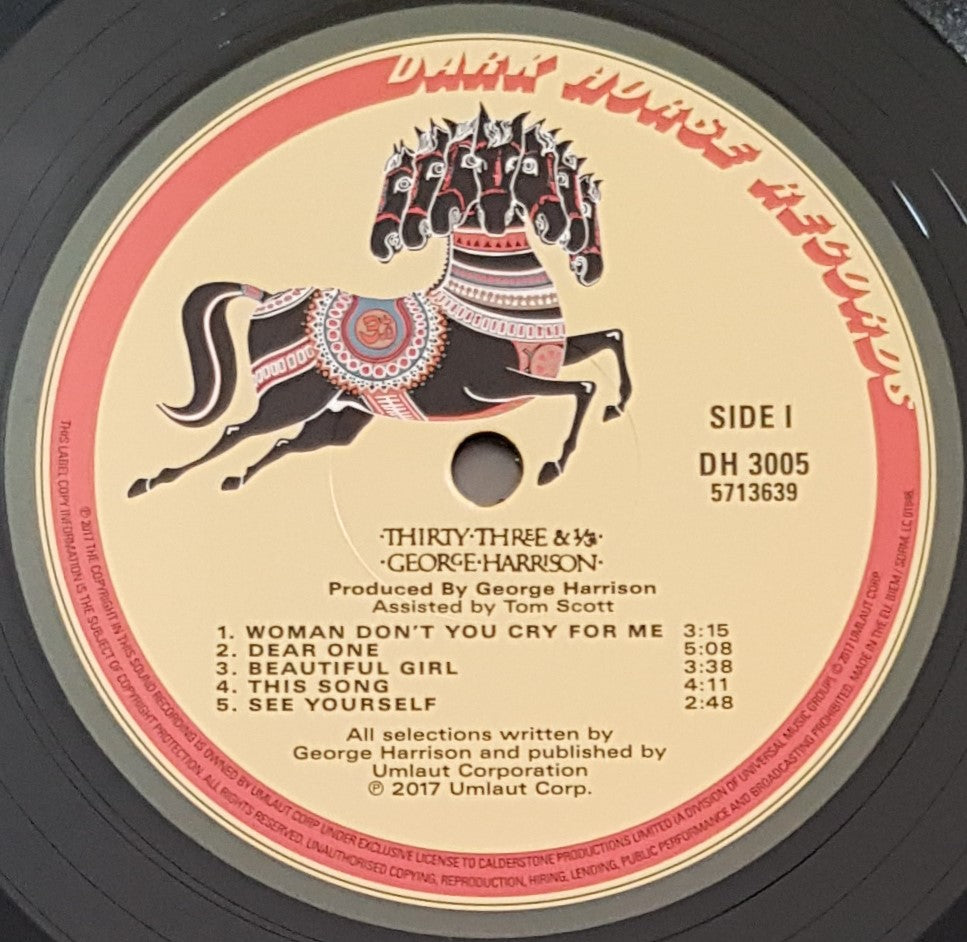 DARK HORSE RECORDS
SIDE I
DH 3005
5713639
·THIRTY·THREE & 1/3·
·GEORGE·HARRISON·
Produced By George Harrison
Assisted by Tom Scott
1. WOMAN DON'T YOU CRY FOR ME 3:15
2. DEAR ONE 5:08
3. BEAUTIFUL GIRL 3:38
4. THIS SONG 4:11
5. SEE YOURSELF 2:48
All selections written by
George Harrison and published by
Umlaut Corporation
℗ 2017 Umlaut Corp.
℗ 2017 THE COPYRIGHT IN THIS SOUND RECORDING IS OWNED BY UMLAUT CORP UNDER EXCLUSIVE LICENSE TO CALDERSTONE PRODUCTIONS LIMITED (A DIVISION OF UNIVERSAL MUSIC GROUP) © 2017 UMLAUT CORP
THIS LABEL COPY INFORMATION IS THE SUBJECT OF COPYRIGHT PROTECTION. ALL RIGHTS RESERVED. UNAUTHORISED COPYING, REPRODUCTION, HIRING, LENDING, PUBLIC PERFORMANCE AND BROADCASTING PROHIBITED. MADE IN THE EU. BIEM / SDRM. LC 01846.